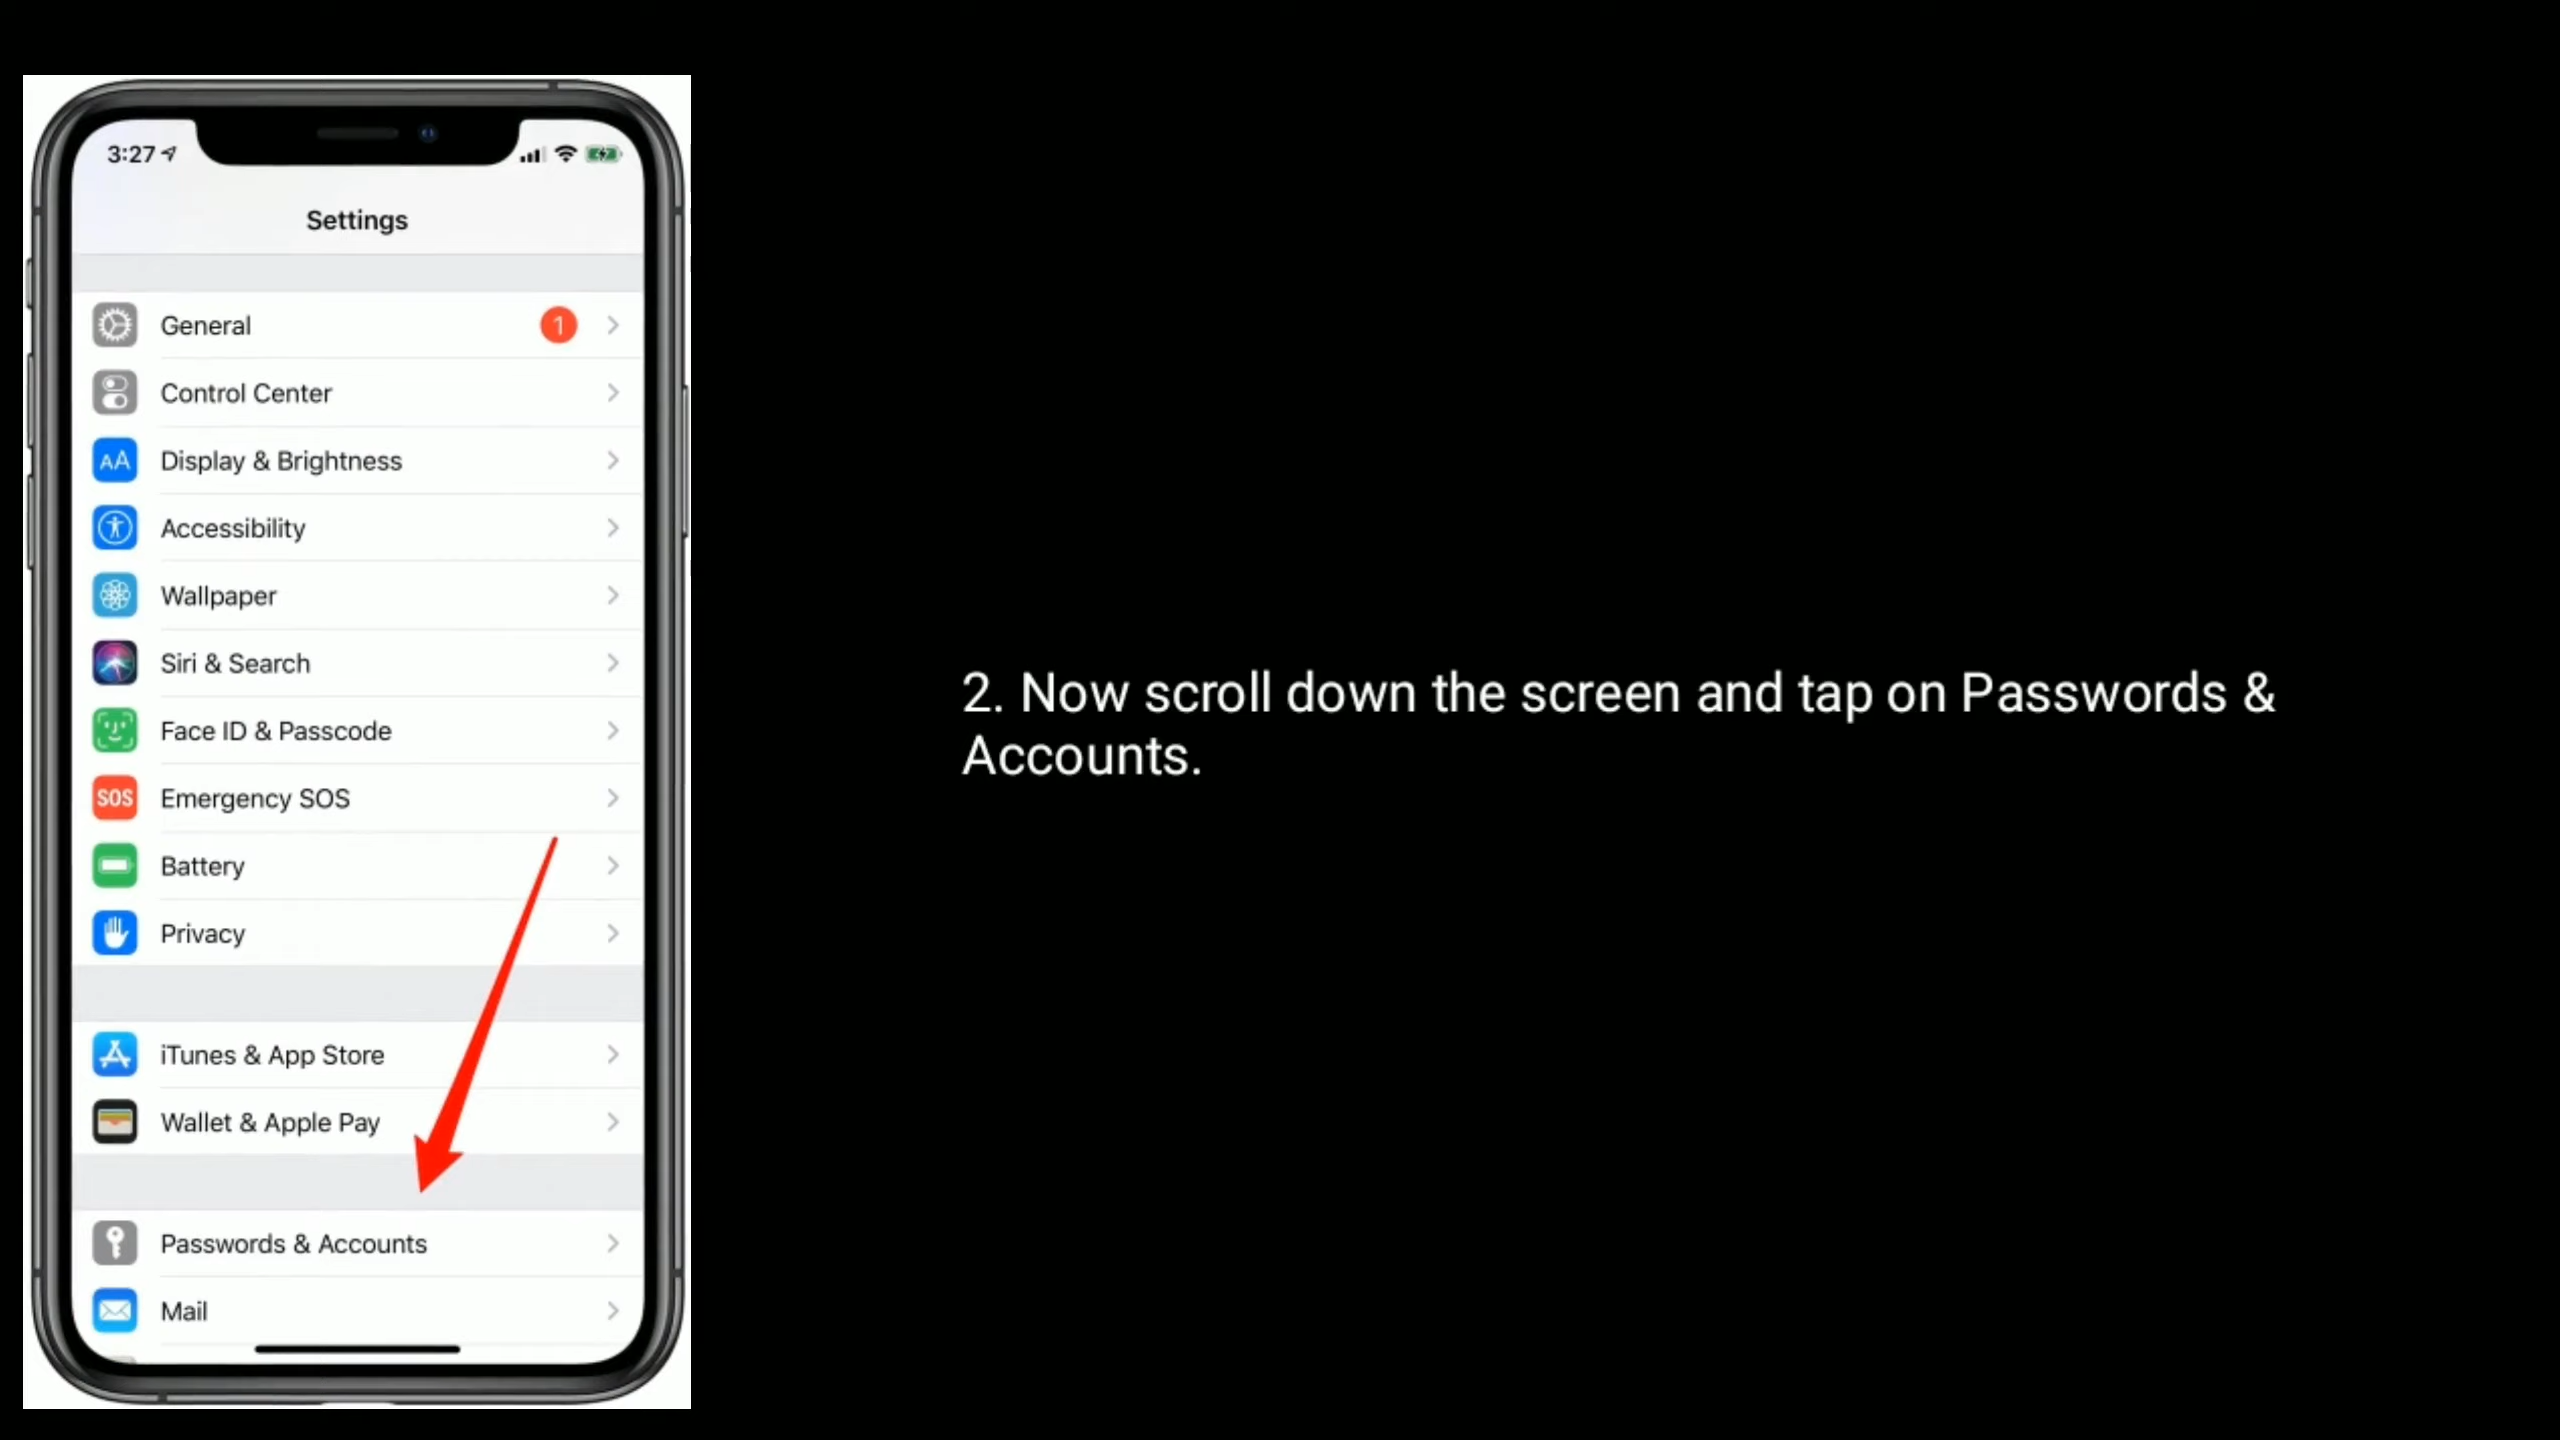 3:27
Settings
General
1
Control Center
AA
Display & Brightness
Accessibility
Wallpaper
Siri & Search
Face ID & Passcode
SOS
Emergency SOS
Battery
Privacy
iTunes & App Store
Wallet & Apple Pay
Passwords & Accounts
Mail
2. Now scroll down the screen and tap on Passwords &
Accounts.